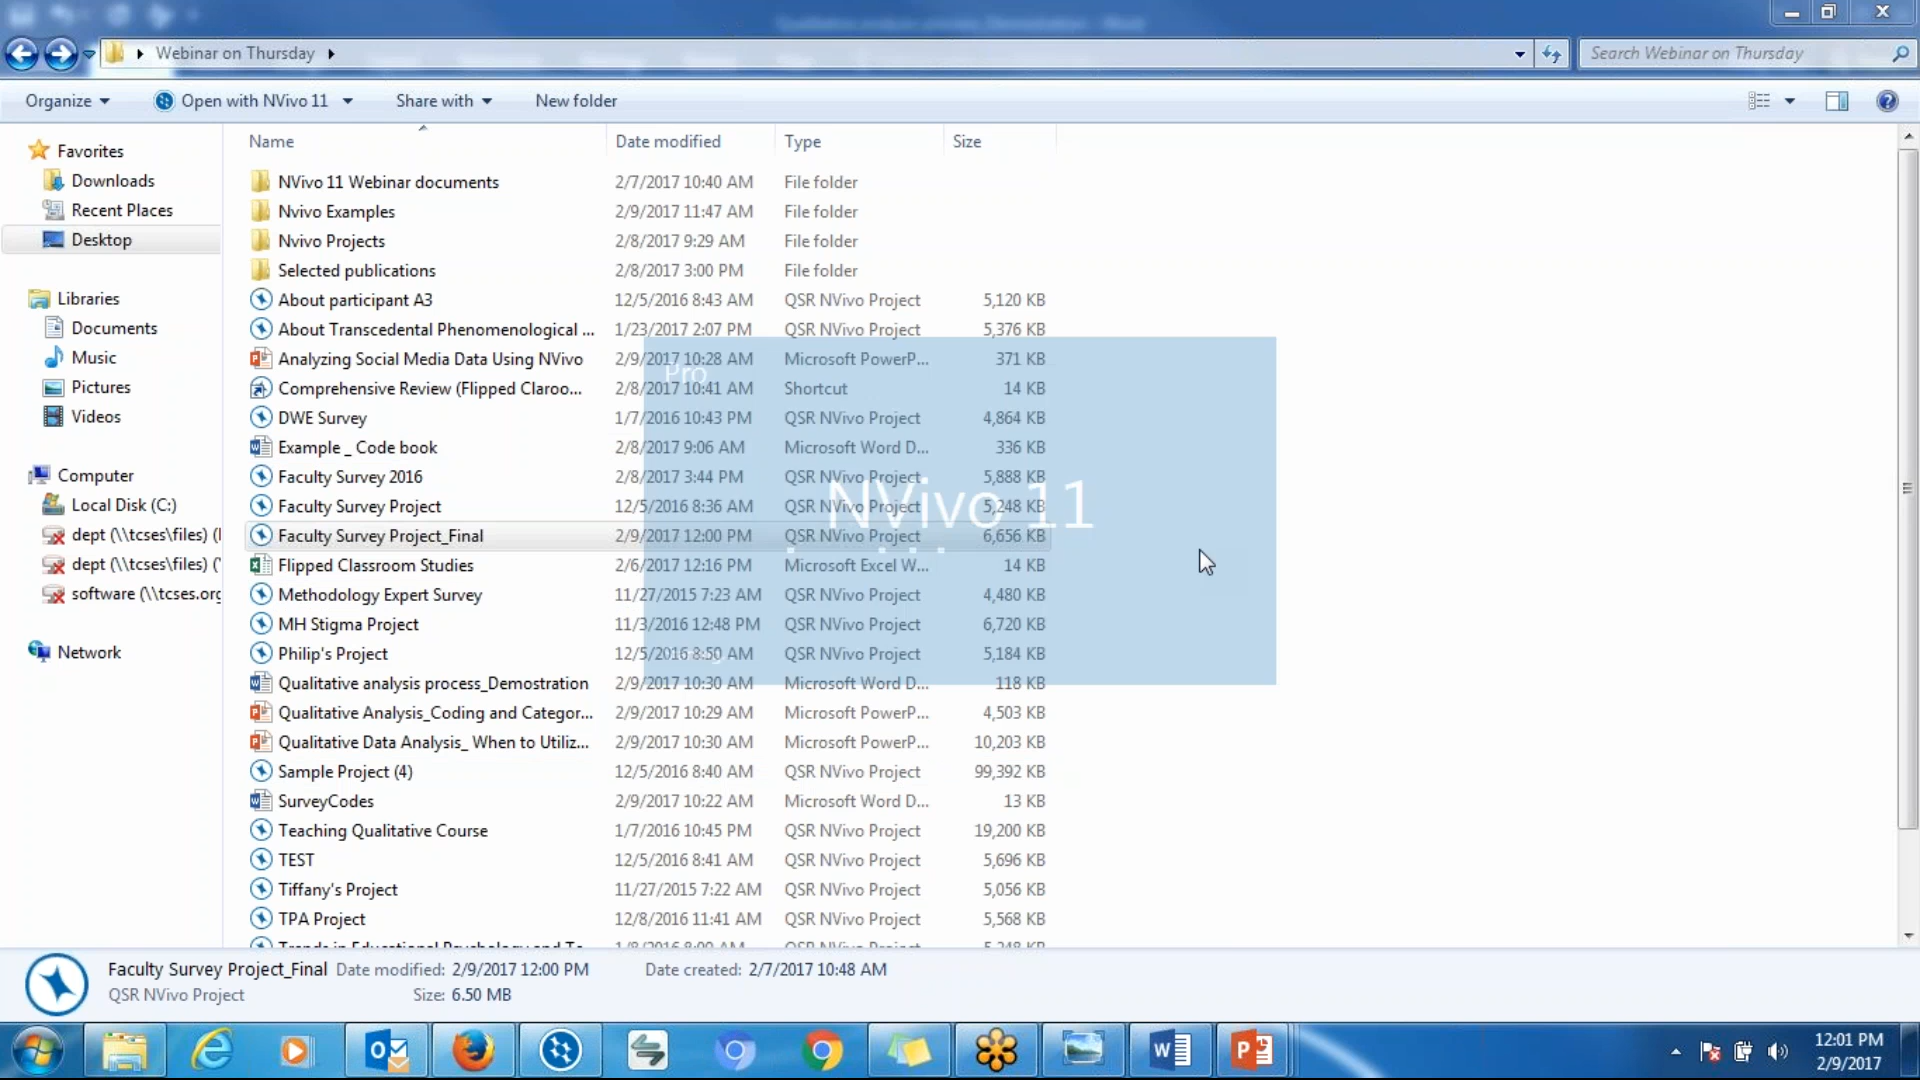 Webinar on Thursday
Search Webinar on Thursday
Organize Open with NVivo 11 Share with New folder
Name Date modified Type Size
Favorites
Downloads
Recent Places
Desktop
Libraries
Documents
Music
Pictures
Videos
Computer
Local Disk (C:)
dept (\\tcses\files) (
dept (\\tcses\files) (
software (\\tcses.org
Network
NVivo 11 Webinar documents 2/7/2017 10:40 AM File folder
Nvivo Examples 2/9/2017 11:47 AM File folder
Nvivo Projects 2/8/2017 9:29 AM File folder
Selected publications 2/8/2017 3:00 PM File folder
About participant A3 12/5/2016 8:43 AM QSR NVivo Project 5,120 KB
About Transcedental Phenomenological ... 1/23/2017 2:07 PM QSR NVivo Project 5,376 KB
Analyzing Social Media Data Using NVivo 2/9/2017 10:28 AM Microsoft PowerP... 371 KB
Comprehensive Review (Flipped Claroo... 2/8/2017 10:41 AM Shortcut 14 KB
DWE Survey 1/7/2016 10:43 PM QSR NVivo Project 4,864 KB
Example _ Code book 2/8/2017 9:06 AM Microsoft Word D... 336 KB
Faculty Survey 2016 2/8/2017 3:44 PM QSR NVivo Project 5,888 KB
Faculty Survey Project 12/5/2016 8:36 AM QSR NVivo Project 5,248 KB
Faculty Survey Project_Final 2/9/2017 12:00 PM QSR NVivo Project 6,656 KB
Flipped Classroom Studies 2/6/2017 12:16 PM Microsoft Excel W... 14 KB
Methodology Expert Survey 11/27/2015 7:23 AM QSR NVivo Project 4,480 KB
MH Stigma Project 11/3/2016 12:48 PM QSR NVivo Project 6,720 KB
Philip's Project 12/5/2016 8:50 AM QSR NVivo Project 5,184 KB
Qualitative analysis process_Demostration 2/9/2017 10:30 AM Microsoft Word D... 118 KB
Qualitative Analysis_Coding and Categor... 2/9/2017 10:29 AM Microsoft PowerP... 4,503 KB
Qualitative Data Analysis_ When to Utiliz... 2/9/2017 10:30 AM Microsoft PowerP... 10,203 KB
Sample Project (4) 12/5/2016 8:40 AM QSR NVivo Project 99,392 KB
SurveyCodes 2/9/2017 10:22 AM Microsoft Word D... 13 KB
Teaching Qualitative Course 1/7/2016 10:45 PM QSR NVivo Project 19,200 KB
TEST 12/5/2016 8:41 AM QSR NVivo Project 5,696 KB
Tiffany's Project 11/27/2015 7:22 AM QSR NVivo Project 5,056 KB
TPA Project 12/8/2016 11:41 AM QSR NVivo Project 5,568 KB
Pro
NVivo 11
Faculty Survey Project_Final Date modified: 2/9/2017 12:00 PM Date created: 2/7/2017 10:48 AM
QSR NVivo Project Size: 6.50 MB
12:01 PM
2/9/2017